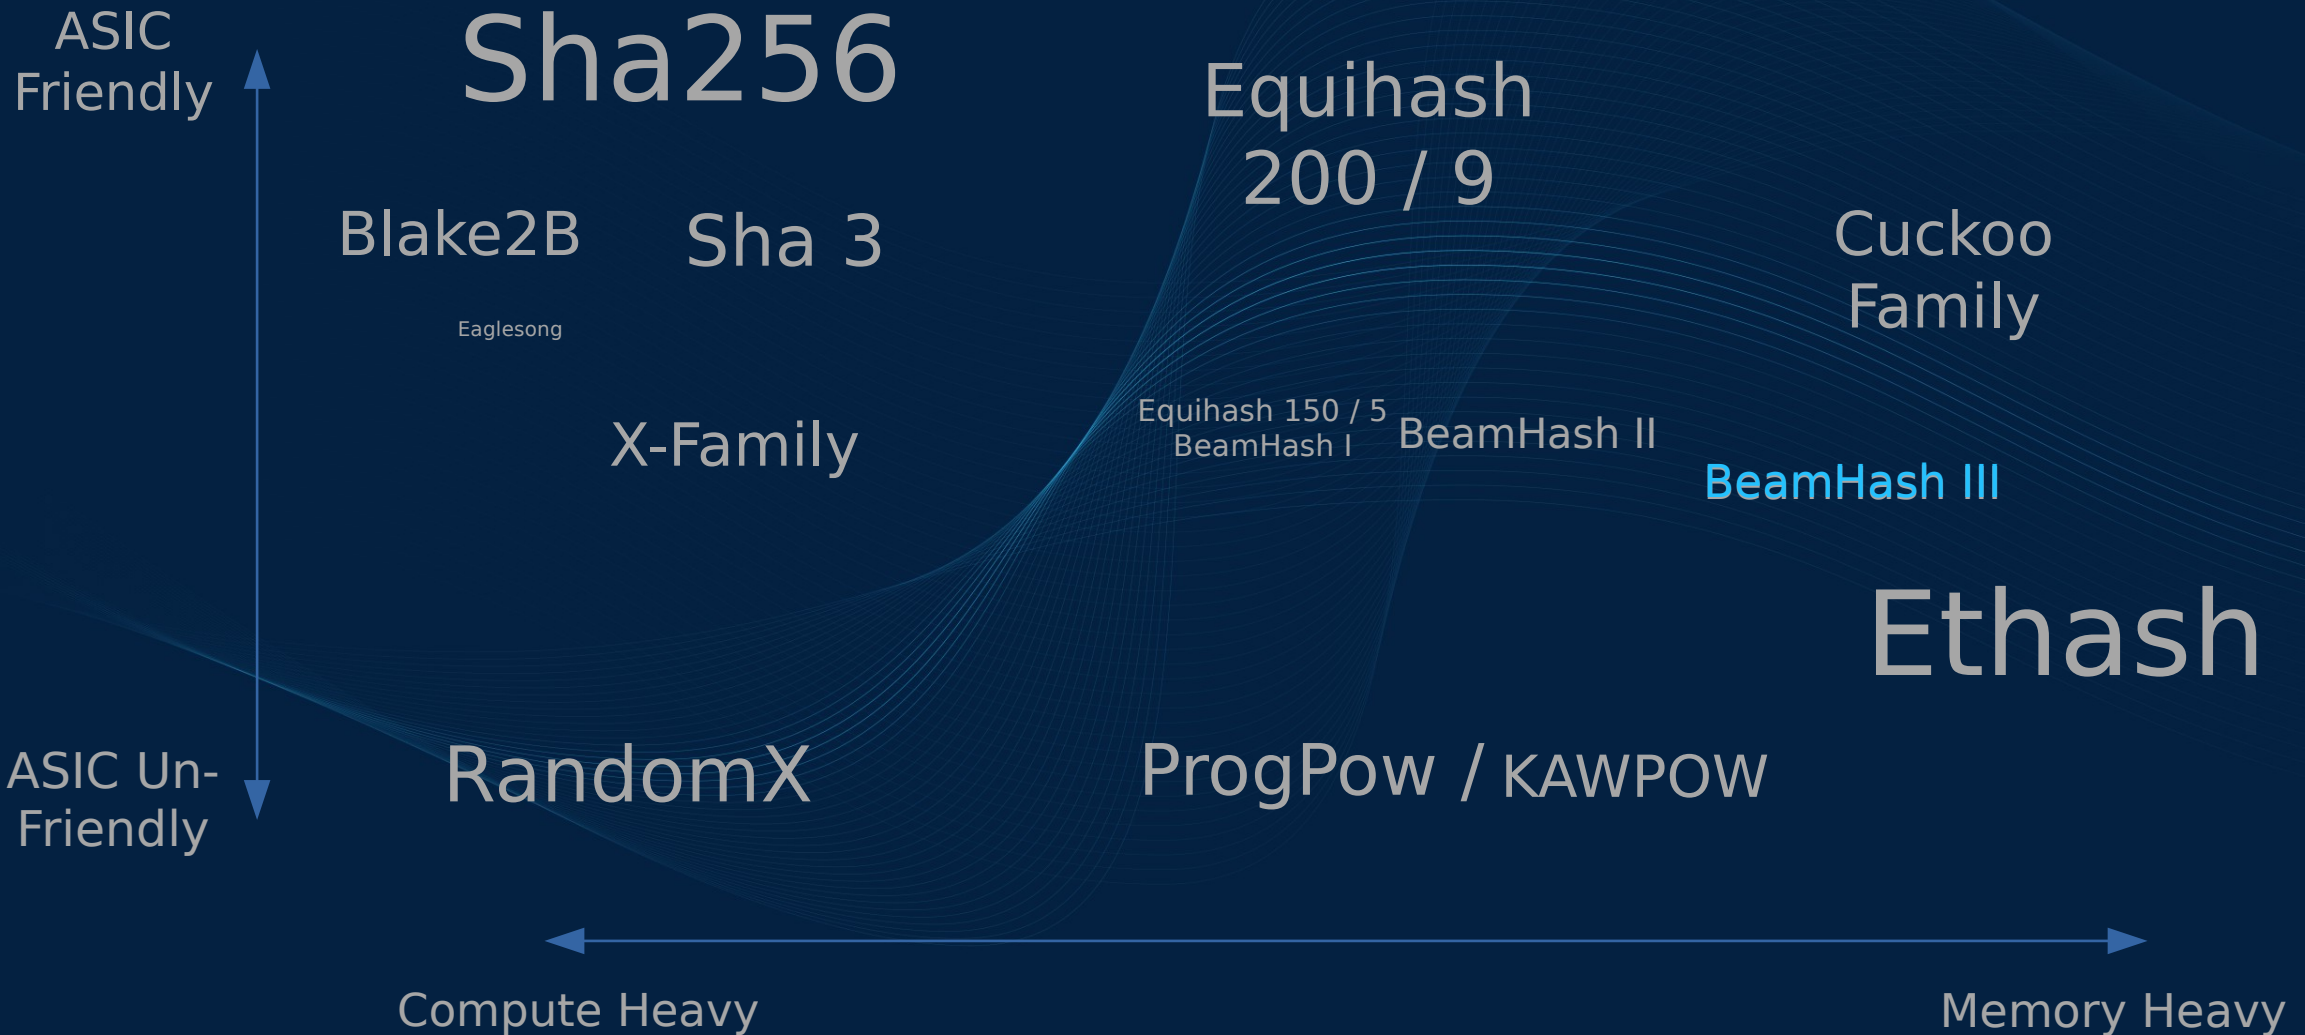 ASIC
Friendly
Sha256
Equihash
200 / 9
Blake2B
Sha 3
Cuckoo
Family
Eaglesong
X-Family
Equihash 150 / 5
BeamHash I
BeamHash II
BeamHash III
Ethash
ASIC Un-
Friendly
RandomX
ProgPow / KAWPOW
Compute Heavy
Memory Heavy